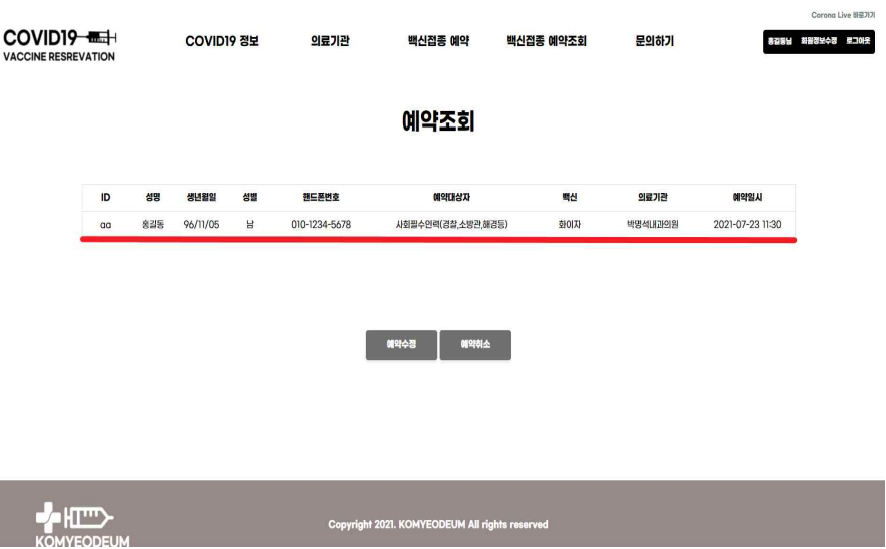 Corona Live 바로가기
COVID19
VACCINE RESREVATION
COVID19 정보 의료기관 백신접종 예약 백신접종 예약조회 문의하기
홍길동님 회원정보수정 로그아웃
예약조회
ID 성명 생년월일 성별 핸드폰번호 예약대상자 백신 의료기관 예약일시
aa 홍길동 96/11/05 남 010-1234-5678 사회필수인력(경찰,소방관,해경등) 화이자 박명석내과의원 2021-07-23 11:30
예약수정 예약취소
KOMYEODEUM
Copyright 2021. KOMYEODEUM All rights reserved